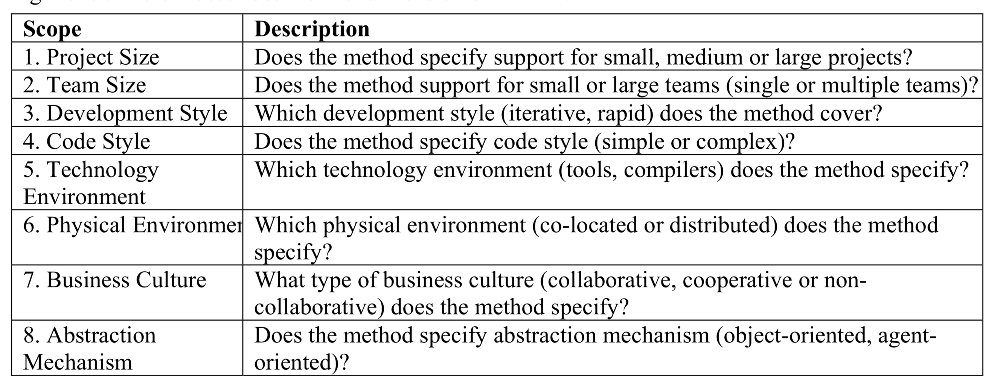 Scope Description
1. Project Size Does the method specify support for small, medium or large projects?
2. Team Size Does the method support for small or large teams (single or multiple teams)?
3. Development Style Which development style (iterative, rapid) does the method cover?
4. Code Style Does the method specify code style (simple or complex)?
5. Technology Which technology environment (tools, compilers) does the method specify?
Environment
6. Physical Environmen Which physical environment (co-located or distributed) does the method
specify?
7. Business Culture What type of business culture (collaborative, cooperative or non-
collaborative) does the method specify?
8. Abstraction Does the method specify abstraction mechanism (object-oriented, agent-
Mechanism oriented)?